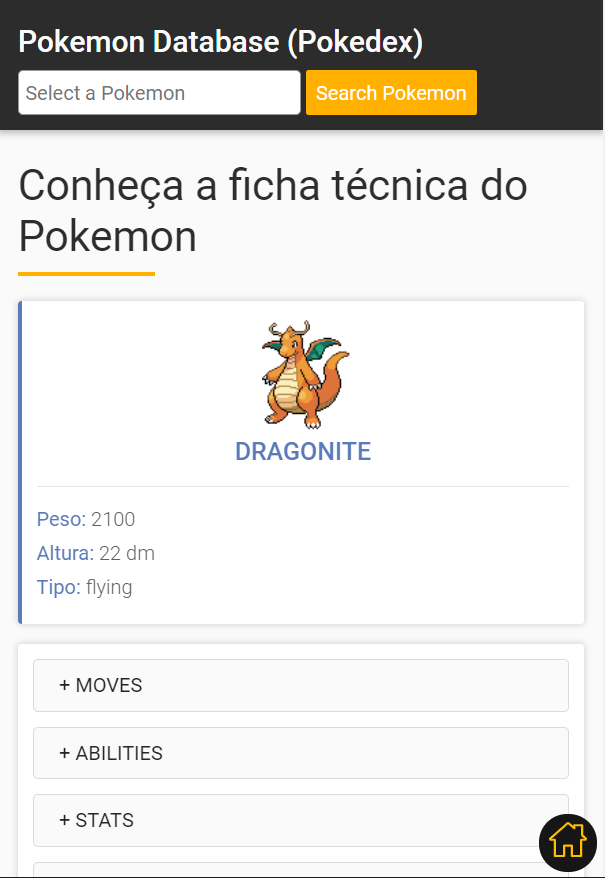 Pokemon Database (Pokedex)
Select a Pokemon
Search Pokemon
Conheça a ficha técnica do
Pokemon
DRAGONITE
Peso: 2100
Altura: 22 dm
Tipo: flying
+ MOVES
+ ABILITIES
+ STATS